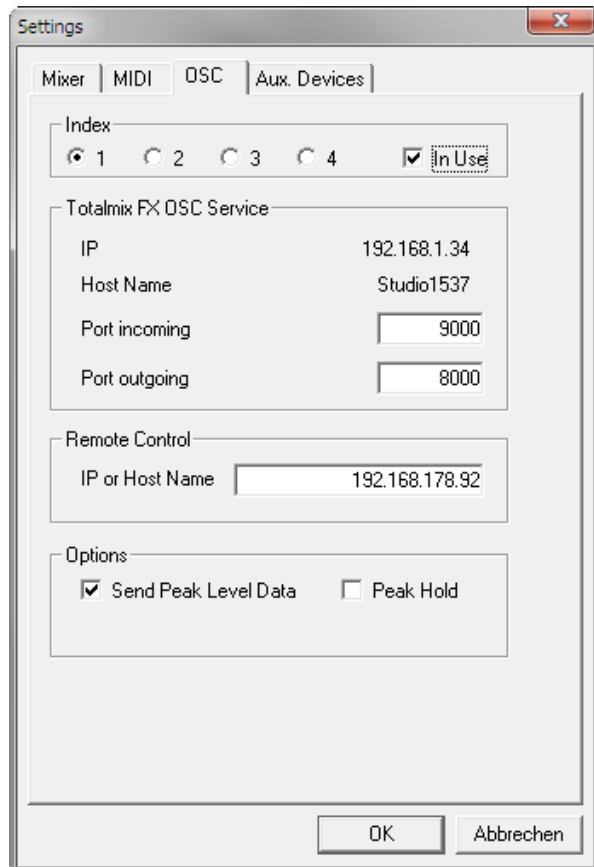 Settings
Mixer MIDI OSC Aux. Devices
Index
1 2 3 4 In Use
Totalmix FX OSC Service
IP 192.168.1.34
Host Name Studio1537
Port incoming 9000
Port outgoing 8000
Remote Control
IP or Host Name 192.168.178.92
Options
Send Peak Level Data Peak Hold
OK Abbrechen